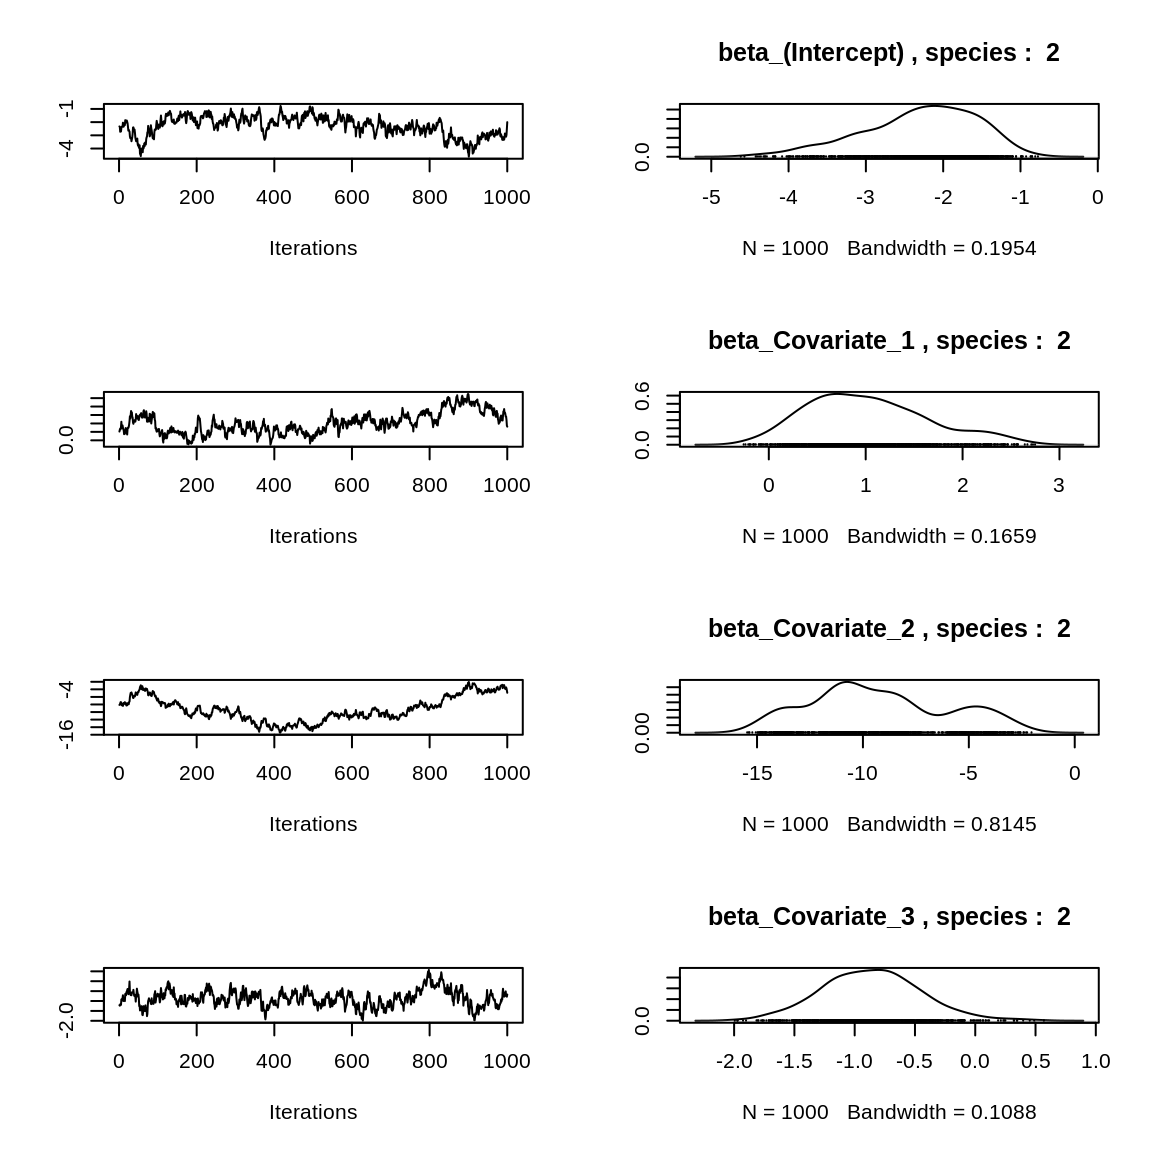 beta_(Intercept) , species :  2
-4 -1
0 200 400 600 800 1000
Iterations
0.0
-5 -4 -3 -2 -1 0
N = 1000   Bandwidth = 0.1954
beta_Covariate_1 , species :  2
0.0
0 200 400 600 800 1000
Iterations
0.0 0.6
0 1 2 3
N = 1000   Bandwidth = 0.1659
beta_Covariate_2 , species :  2
-16 -4
0 200 400 600 800 1000
Iterations
0.00
-15 -10 -5 0
N = 1000   Bandwidth = 0.8145
beta_Covariate_3 , species :  2
-2.0
0 200 400 600 800 1000
Iterations
0.0
-2.0 -1.5 -1.0 -0.5 0.0 0.5 1.0
N = 1000   Bandwidth = 0.1088